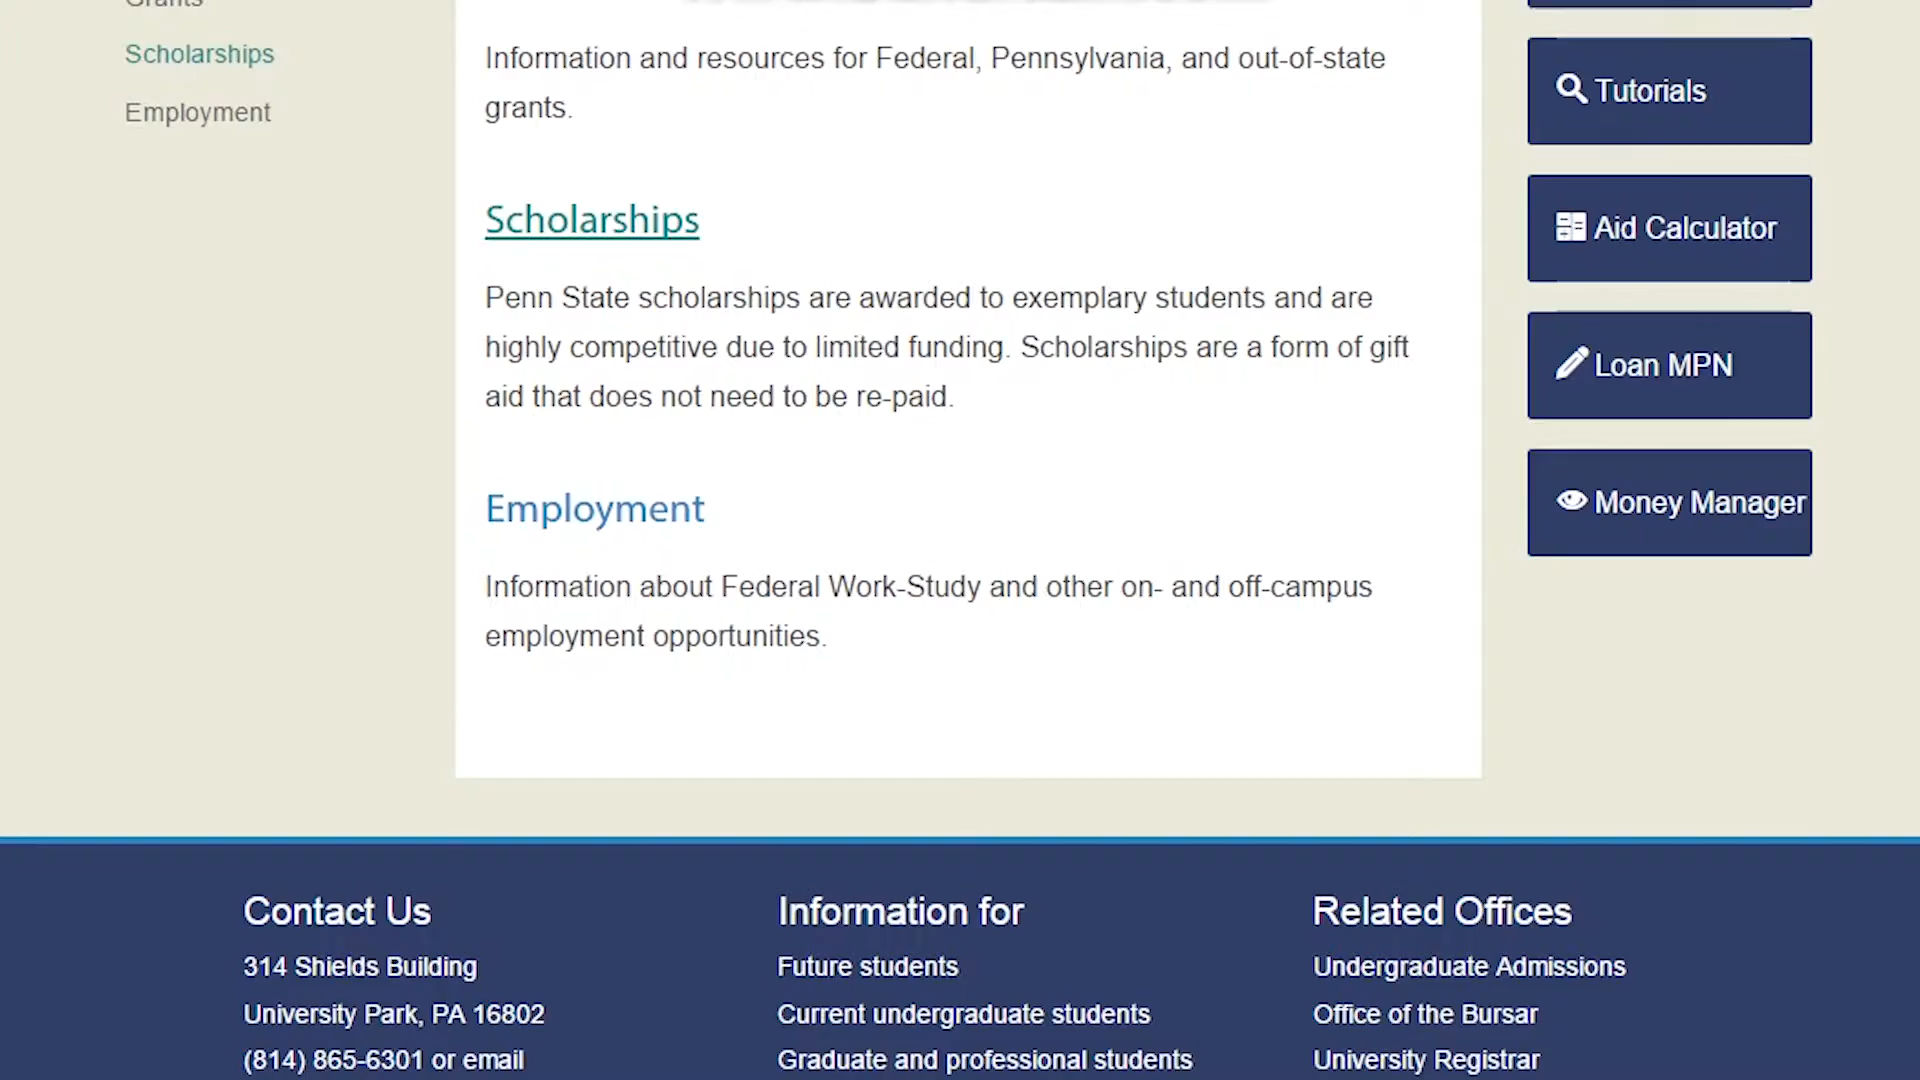 Grants
Scholarships
Employment
Information and resources for Federal, Pennsylvania, and out-of-state
grants.
Scholarships
Penn State scholarships are awarded to exemplary students and are
highly competitive due to limited funding. Scholarships are a form of gift
aid that does not need to be re-paid.
Employment
Information about Federal Work-Study and other on- and off-campus
employment opportunities.
Tutorials
Aid Calculator
Loan MPN
Money Manager
Contact Us
314 Shields Building
University Park, PA 16802
(814) 865-6301 or email
Information for
Future students
Current undergraduate students
Graduate and professional students
Related Offices
Undergraduate Admissions
Office of the Bursar
University Registrar